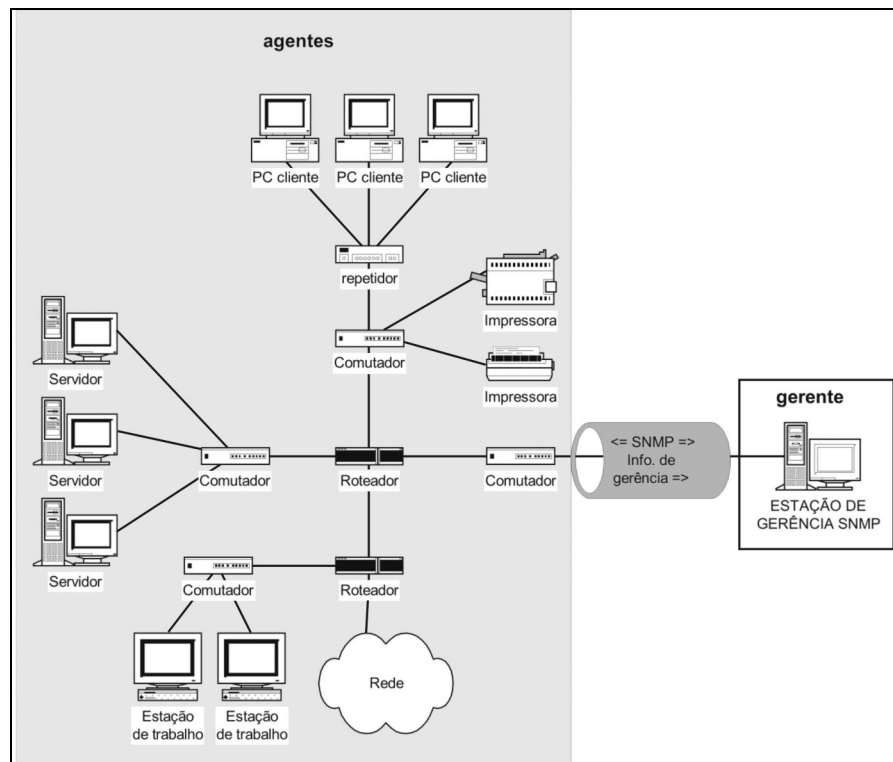 agentes
PC cliente
PC cliente
PC cliente
repetidor
Impressora
Comutador
Impressora
Servidor
Servidor
Servidor
Comutador
Roteador
Comutador
<= SNMP =>
Info. de
gerência =>
gerente
ESTAÇÃO DE
GERÊNCIA SNMP
Comutador
Roteador
Estação
de trabalho
Estação
de trabalho
Rede